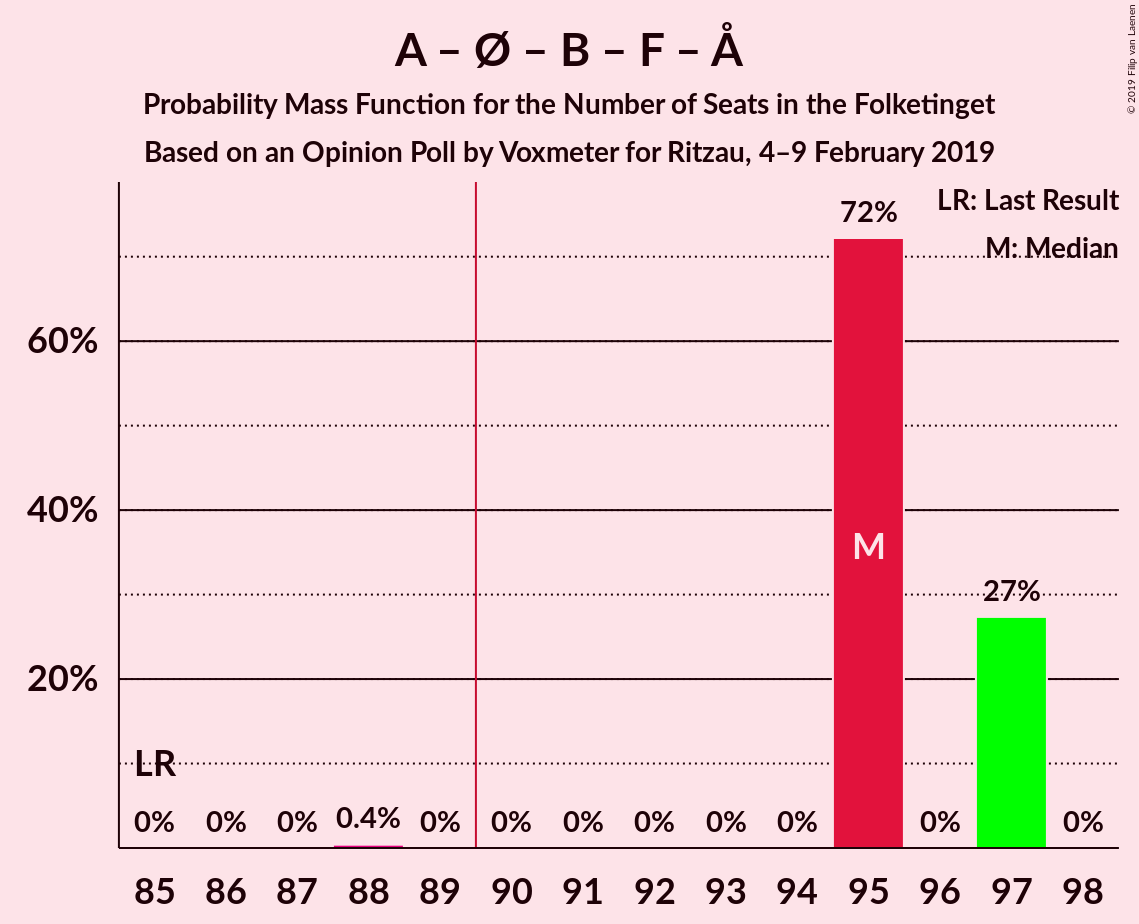 A – Ø – B – F – Å
Probability Mass Function for the Number of Seats in the Folketinget
Based on an Opinion Poll by Voxmeter for Ritzau, 4–9 February 2019
© 2019 Filip van Laenen
LR: Last Result
M: Median
72%
60%
M
40%
27%
20%
LR
0% 0% 0% 0.4% 0% 0% 0% 0% 0% 0% 0% 0%
85 86 87 88 89 90 91 92 93 94 95 96 97 98